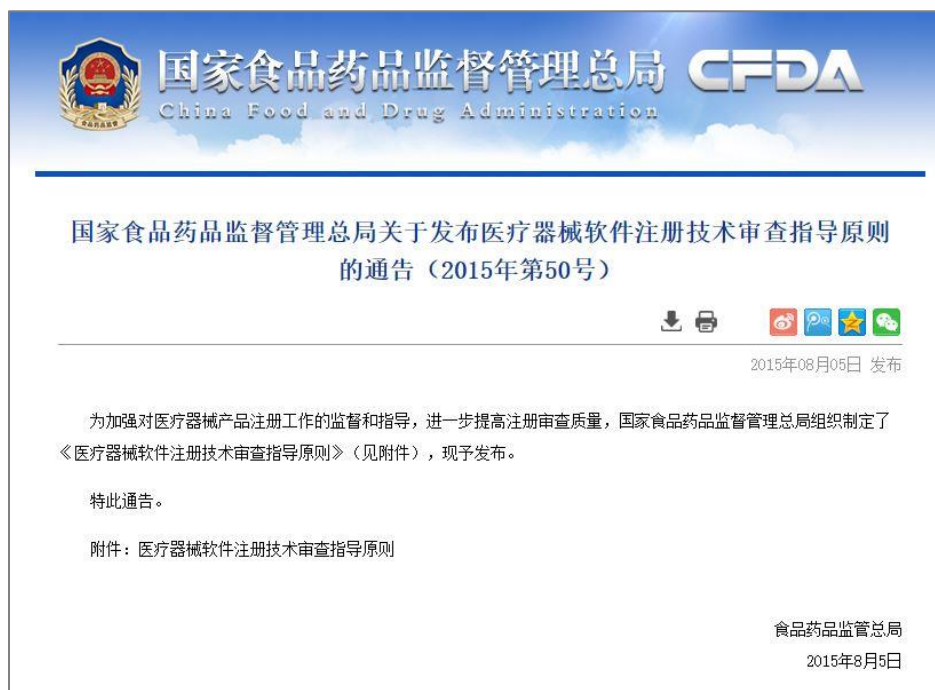 国家食品药品监督管理总局 CFDA
China Food and Drug Administration
食品药品监督
国家食品药品监督管理总局关于发布医疗器械软件注册技术审查指导原则
的通告（2015年第50号）
2015年08月05日 发布
为加强对医疗器械产品注册工作的监督和指导，进一步提高注册审查质量，国家食品药品监督管理总局组织制定了
《医疗器械软件注册技术审查指导原则》（见附件），现予发布。
特此通告。
附件：医疗器械软件注册技术审查指导原则
食品药品监管总局
2015年8月5日